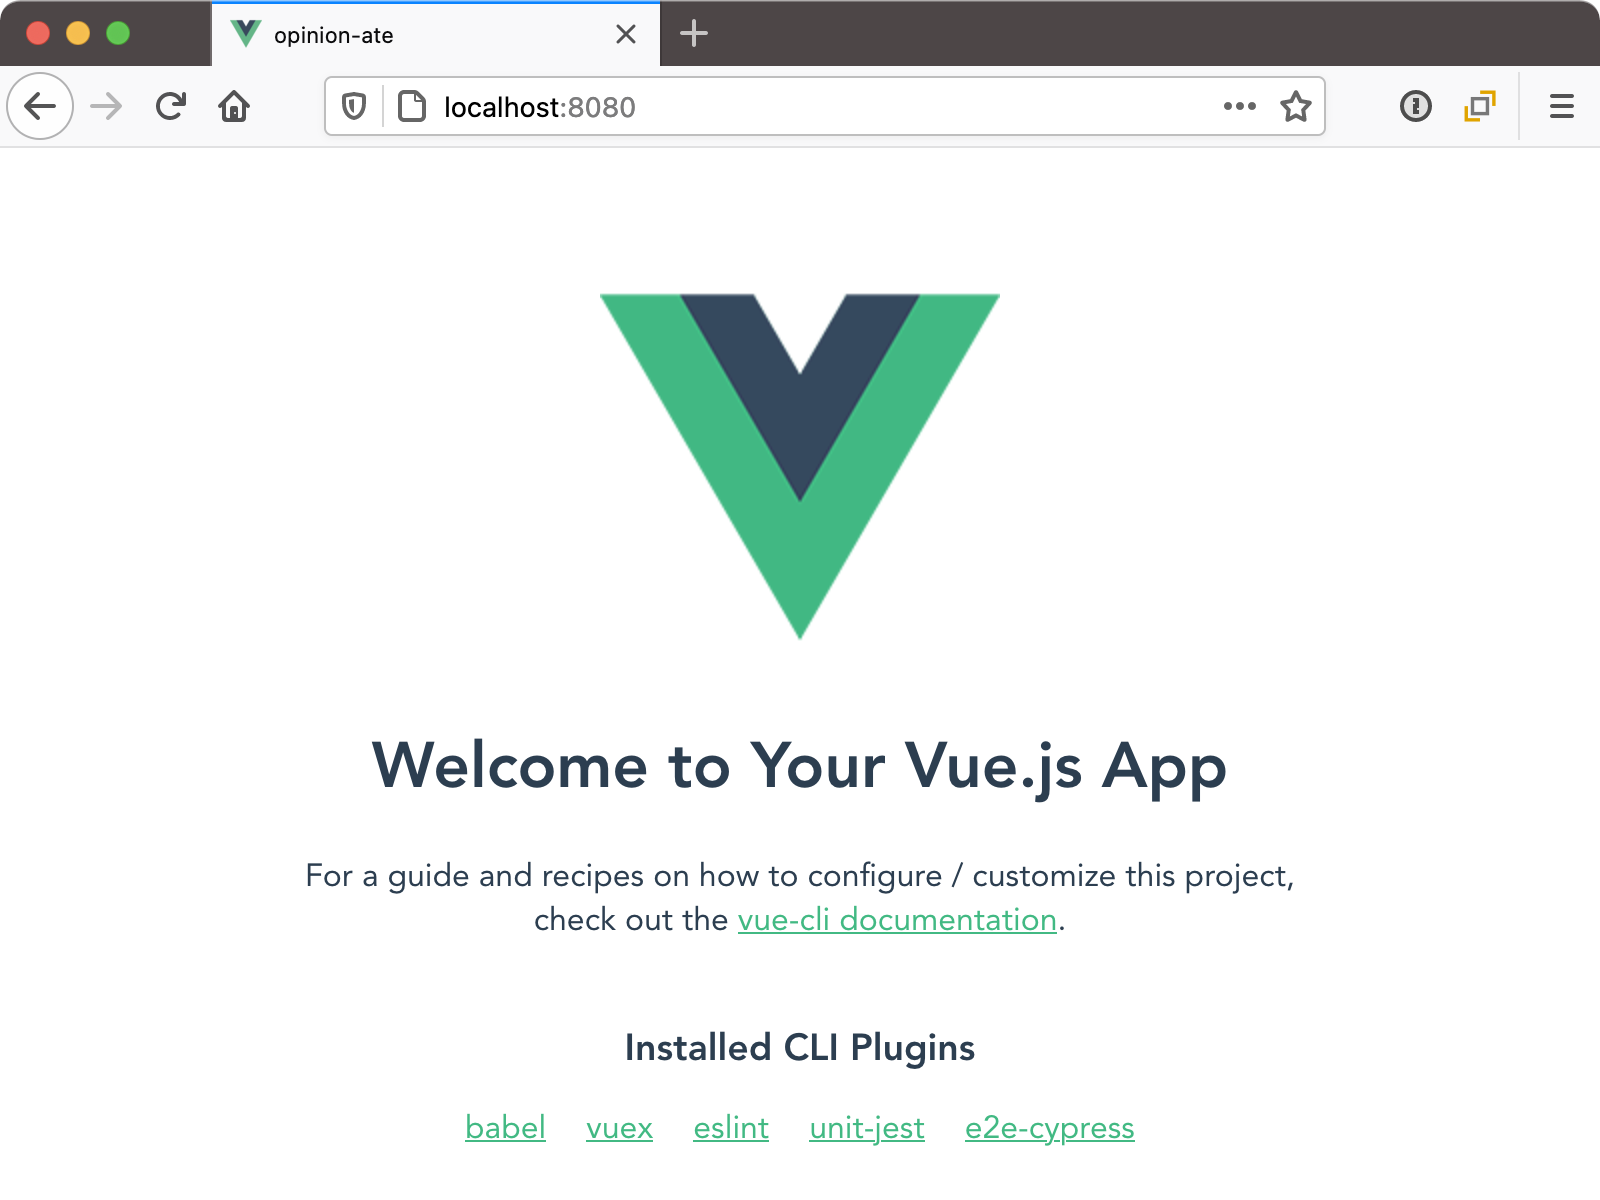 opinion-ate
localhost:8080
Welcome to Your Vue.js App
For a guide and recipes on how to configure / customize this project,
check out the vue-cli documentation.
Installed CLI Plugins
babel vuex eslint unit-jest e2e-cypress